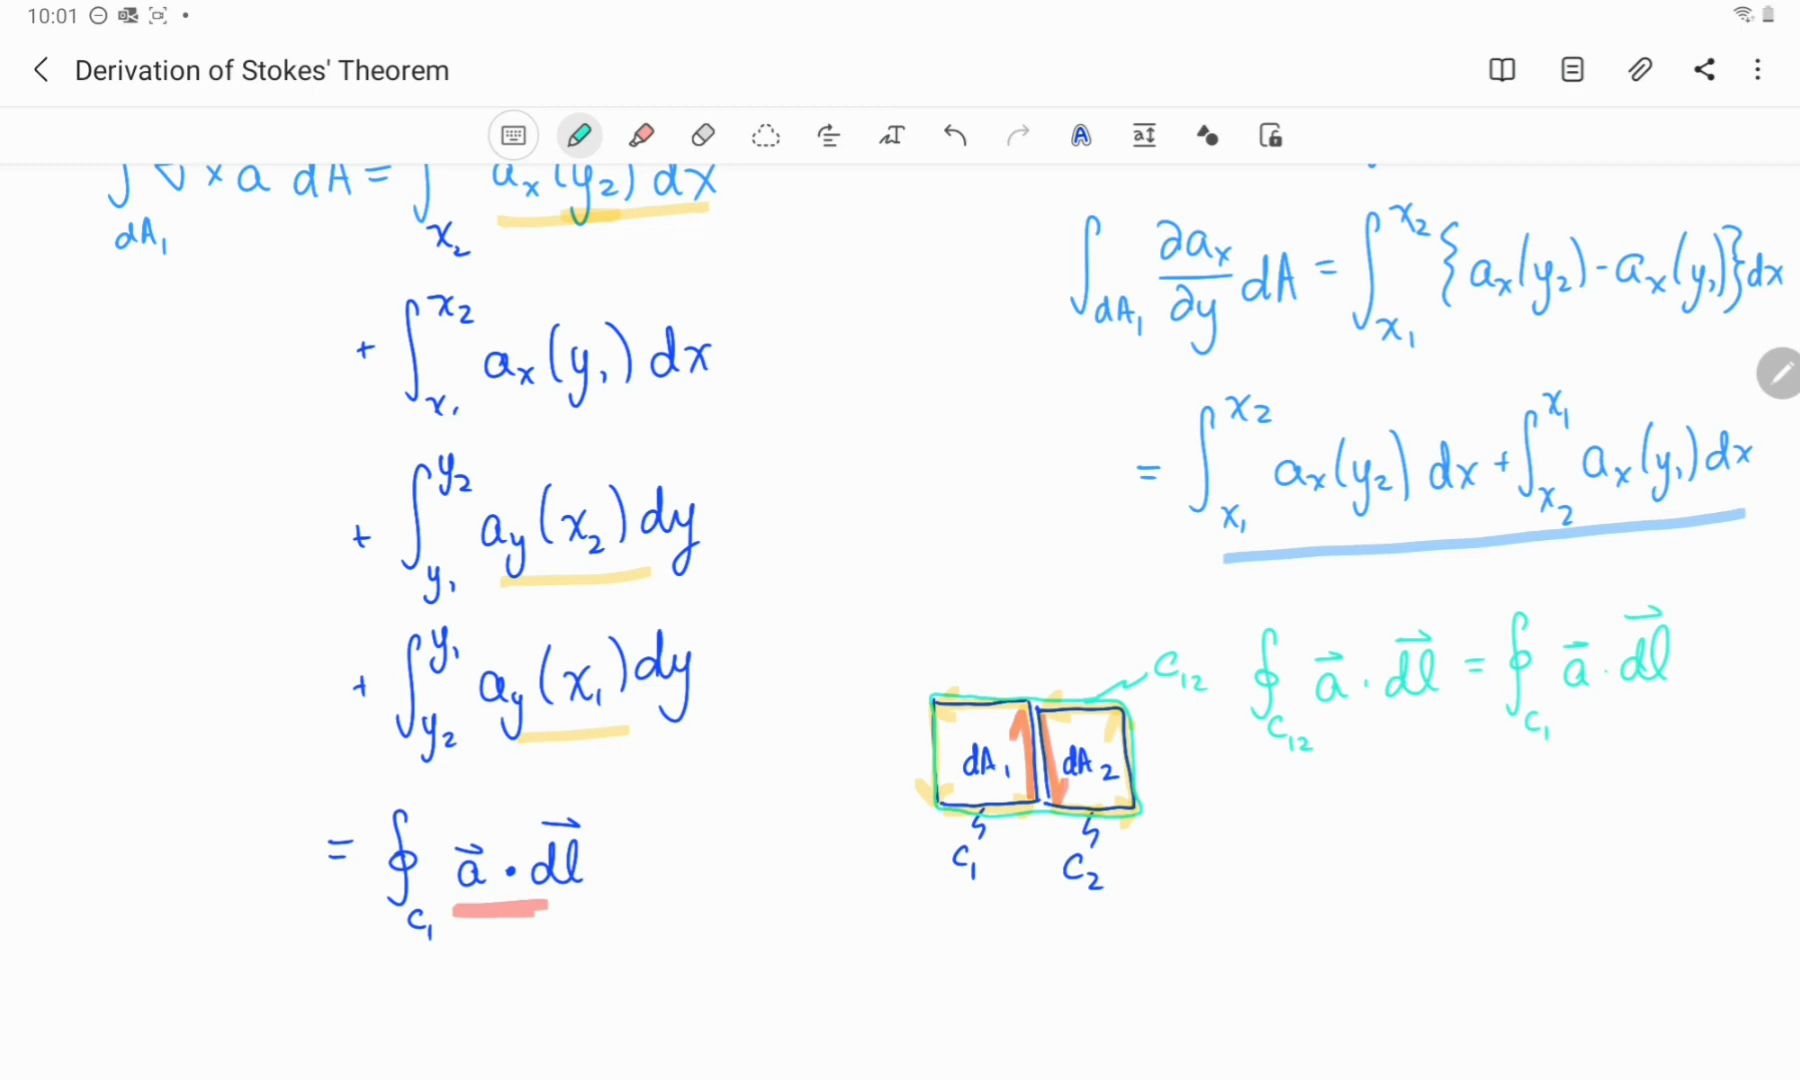 10:01
Derivation of Stokes' Theorem
∫_{dA₁} ∇ × a dA = ∫_{x₂} aₓ(y₂) dx
+ ∫_{x₁}^{x₂} aₓ(y₁) dx
+ ∫_{y₁}^{y₂} a_y(x₂) dy
+ ∫_{y₂}^{y₁} a_y(x₁) dy
= ∮_{C₁} a⃗ · dl⃗
∫_{dA₁} ∂aₓ/∂y dA = ∫_{x₁}^{x₂} {aₓ(y₂) - aₓ(y₁)} dx
= ∫_{x₁}^{x₂} aₓ(y₂) dx + ∫_{x₂}^{x₁} aₓ(y₁) dx
C₁₂ ∮_{C₁₂} a⃗ · dl⃗ = ∮_{C₁} a⃗ · dl⃗
dA₁ dA₂
C₁ C₂